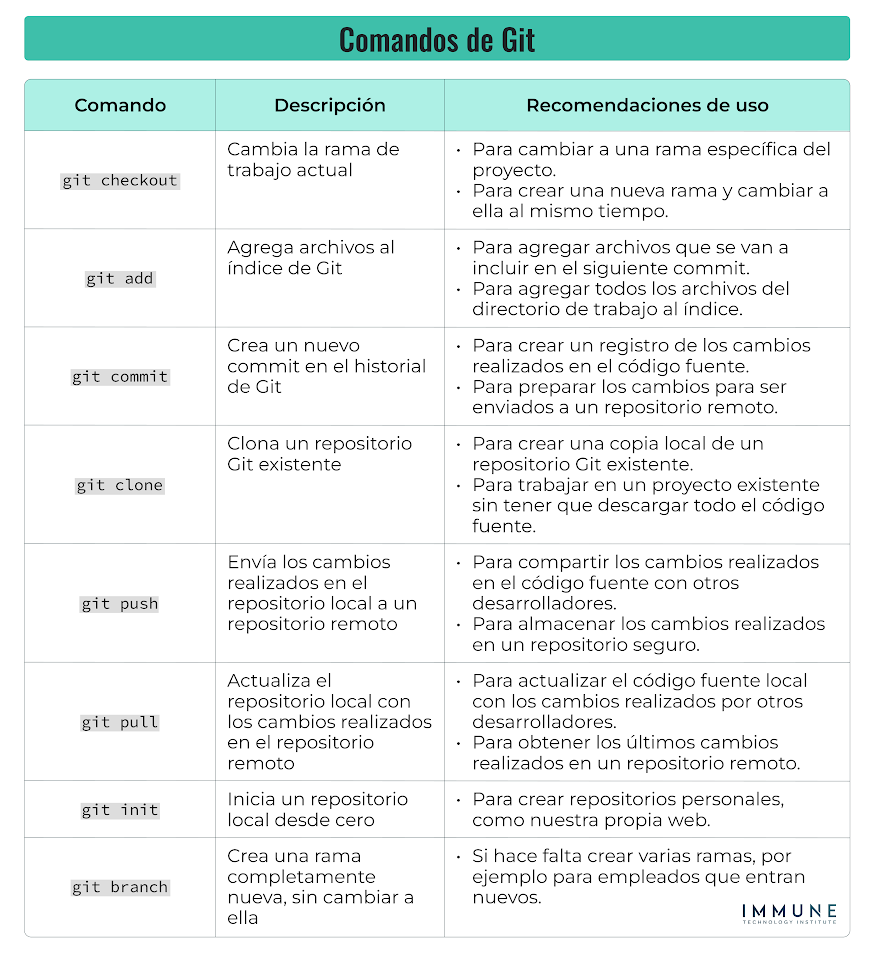 Comandos de Git
Comando
Descripción
Recomendaciones de uso
git checkout
Cambia la rama de
trabajo actual
• Para cambiar a una rama específica del
proyecto.
• Para crear una nueva rama y cambiar a
ella al mismo tiempo.
git add
Agrega archivos al
índice de Git
• Para agregar archivos que se van a
incluir en el siguiente commit.
• Para agregar todos los archivos del
directorio de trabajo al índice.
git commit
Crea un nuevo
commit en el historial
de Git
• Para crear un registro de los cambios
realizados en el código fuente.
• Para preparar los cambios para ser
enviados a un repositorio remoto.
git clone
Clona un repositorio
Git existente
• Para crear una copia local de un
repositorio Git existente.
• Para trabajar en un proyecto existente
sin tener que descargar todo el código
fuente.
git push
Envía los cambios
realizados en el
repositorio local a un
repositorio remoto
• Para compartir los cambios realizados
en el código fuente con otros
desarrolladores.
• Para almacenar los cambios realizados
en un repositorio seguro.
git pull
Actualiza el
repositorio local con
los cambios realizados
en el repositorio
remoto
• Para actualizar el código fuente local
con los cambios realizados por otros
desarrolladores.
• Para obtener los últimos cambios
realizados en un repositorio remoto.
git init
Inicia un repositorio
local desde cero
• Para crear repositorios personales,
como nuestra propia web.
git branch
Crea una rama
completamente
nueva, sin cambiar a
ella
• Si hace falta crear varias ramas, por
ejemplo para empleados que entran
nuevos.
IMMUNE
TECHNOLOGY INSTITUTE